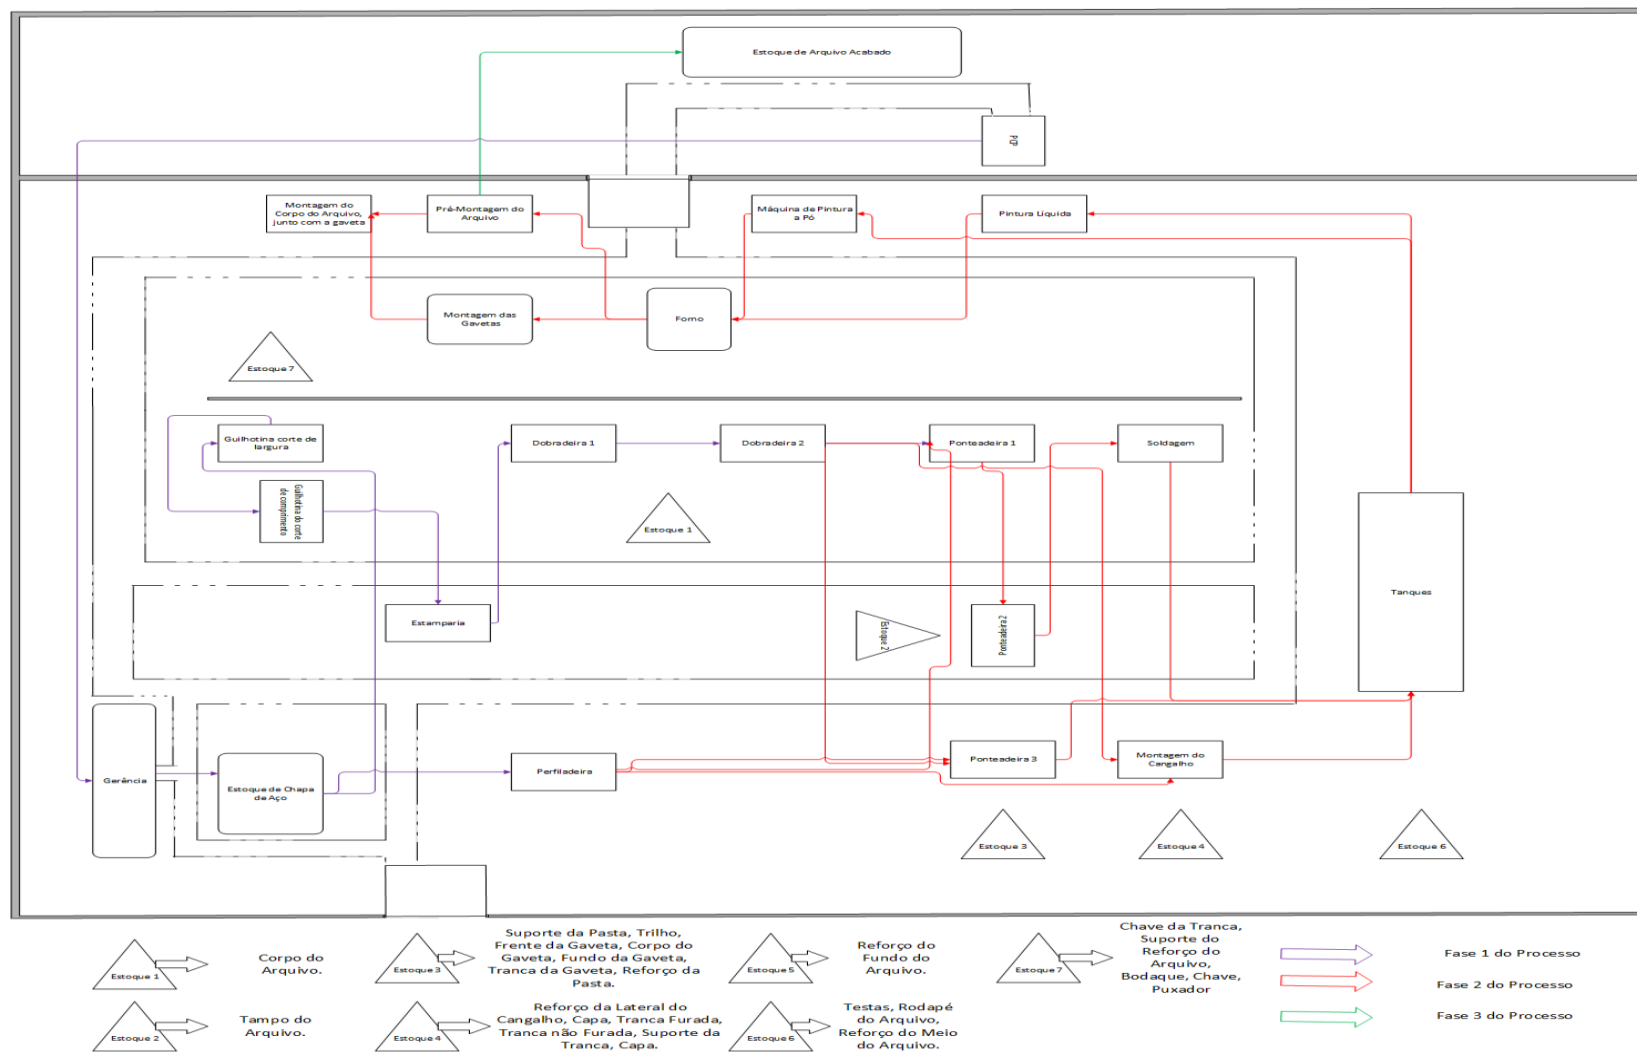 Estoque de Arquivo Acabado
PCP
Montagem do
Corpo do Arquivo,
junto com a gaveta
Pré-Montagem do
Arquivo
Máquina de Pintura
a Pó
Pintura Líquida
Montagem das
Gavetas
Forno
Estoque 7
Guilhotina corte de
largura
Dobradeira 1
Dobradeira 2
Ponteadeira 1
Soldagem
Guilhotina do corte
de comprimento
Estoque 1
Tanques
Estamparia
Estoque 2
Ponteadeira 2
Gerência
Estoque de Chapa
de Aço
Perfiladeira
Ponteadeira 3
Montagem do
Cangalho
Estoque 3
Estoque 4
Estoque 6
Estoque 1
Corpo do
Arquivo.
Estoque 3
Suporte da Pasta, Trilho,
Frente da Gaveta, Corpo do
Gaveta, Fundo da Gaveta,
Tranca da Gaveta, Reforço da
Pasta.
Estoque 5
Reforço do
Fundo do
Arquivo.
Estoque 7
Chave da Tranca,
Suporte do
Reforço do
Arquivo,
Bodaque, Chave,
Puxador
Fase 1 do Processo
Fase 2 do Processo
Fase 3 do Processo
Estoque 2
Tampo do
Arquivo.
Estoque 4
Reforço da Lateral do
Cangalho, Capa, Tranca Furada,
Tranca não Furada, Suporte da
Tranca, Capa.
Estoque 6
Testas, Rodapé
do Arquivo,
Reforço do Meio
do Arquivo.